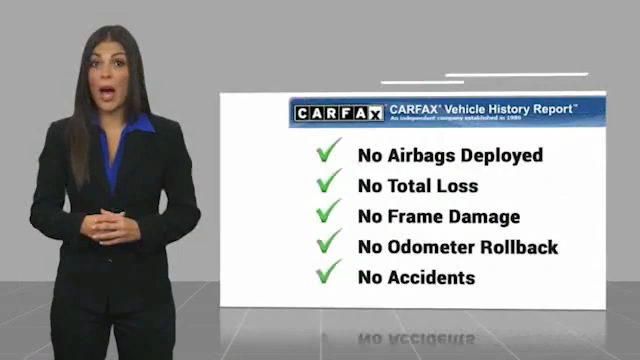 CARFAX CARFAX® Vehicle History Report™
An independent company established in 1986
No Airbags Deployed
No Total Loss
No Frame Damage
No Odometer Rollback
No Accidents